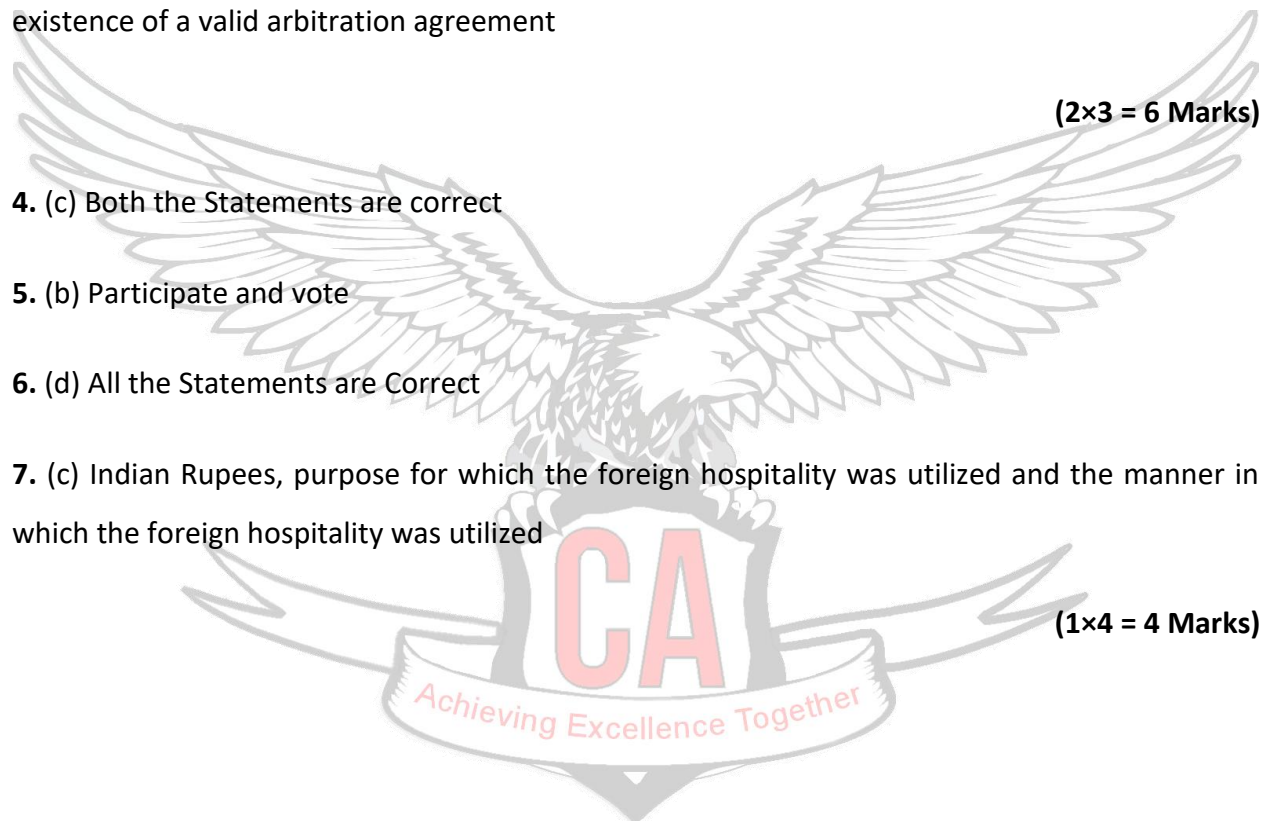 existence of a valid arbitration agreement
(2×3 = 6 Marks)
4. (c) Both the Statements are correct
5. (b) Participate and vote
6. (d) All the Statements are Correct
7. (c) Indian Rupees, purpose for which the foreign hospitality was utilized and the manner in
which the foreign hospitality was utilized
CA
(1×4 = 4 Marks)
Achieving Excellence Together